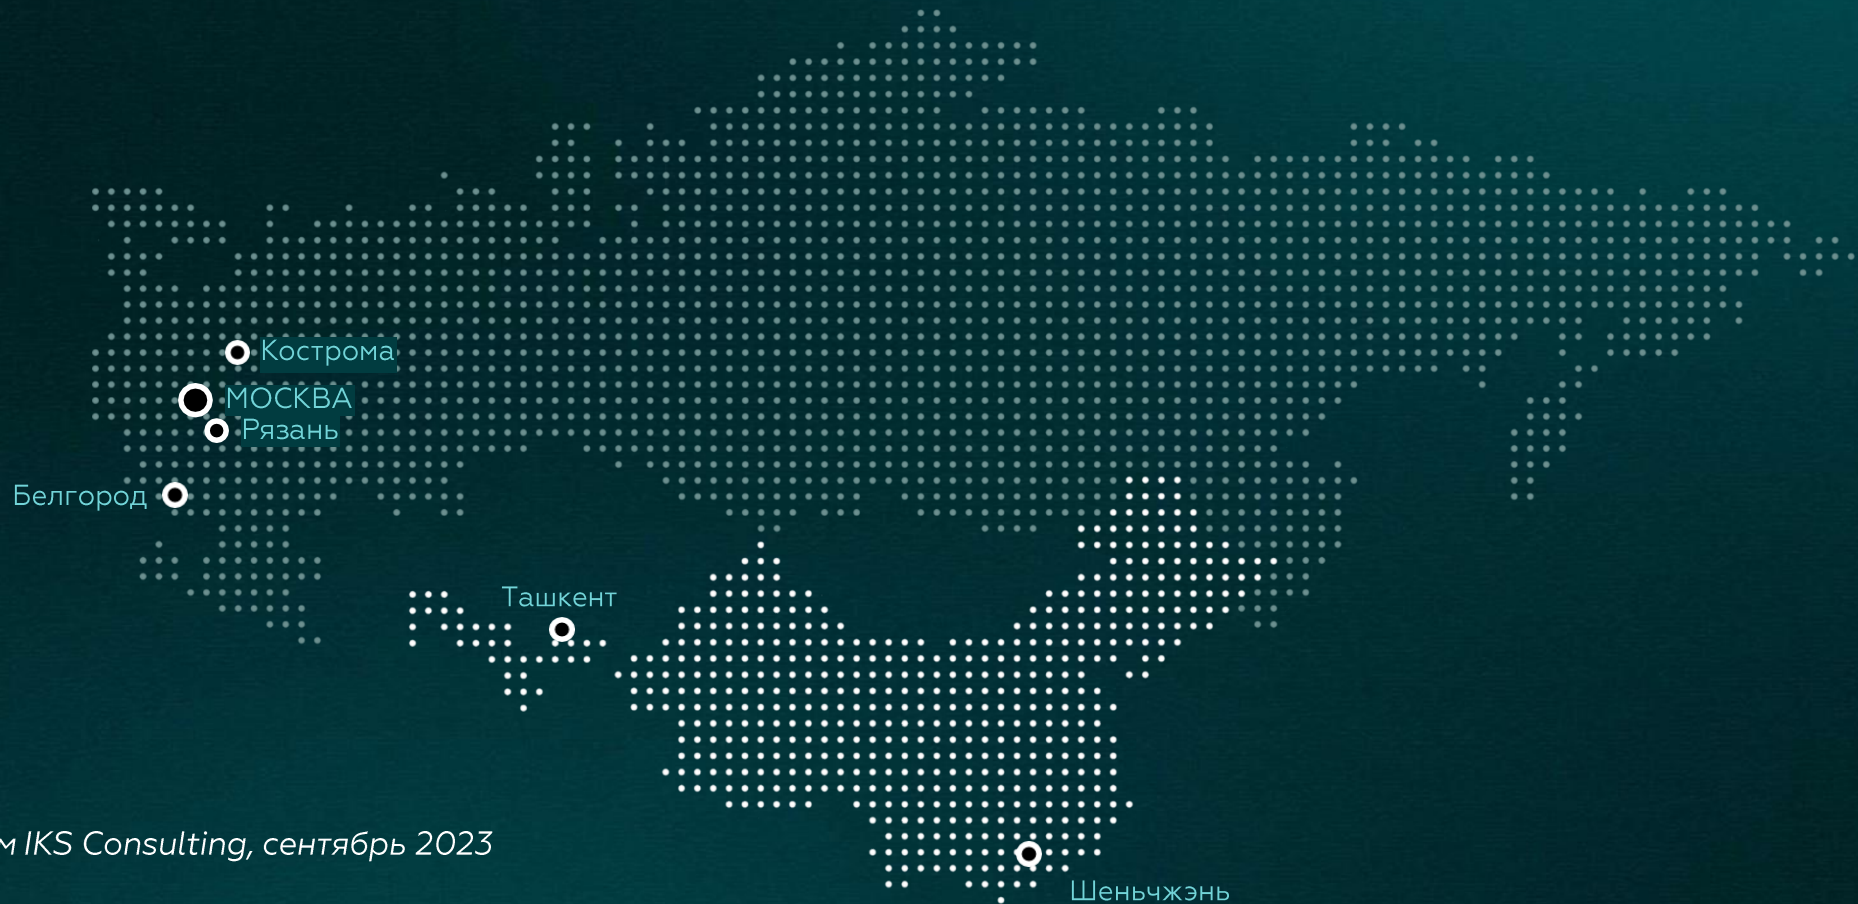 Кострома
МОСКВА
Рязань
Белгород
Ташкент
м IKS Consulting, сентябрь 2023
Шеньчжэнь